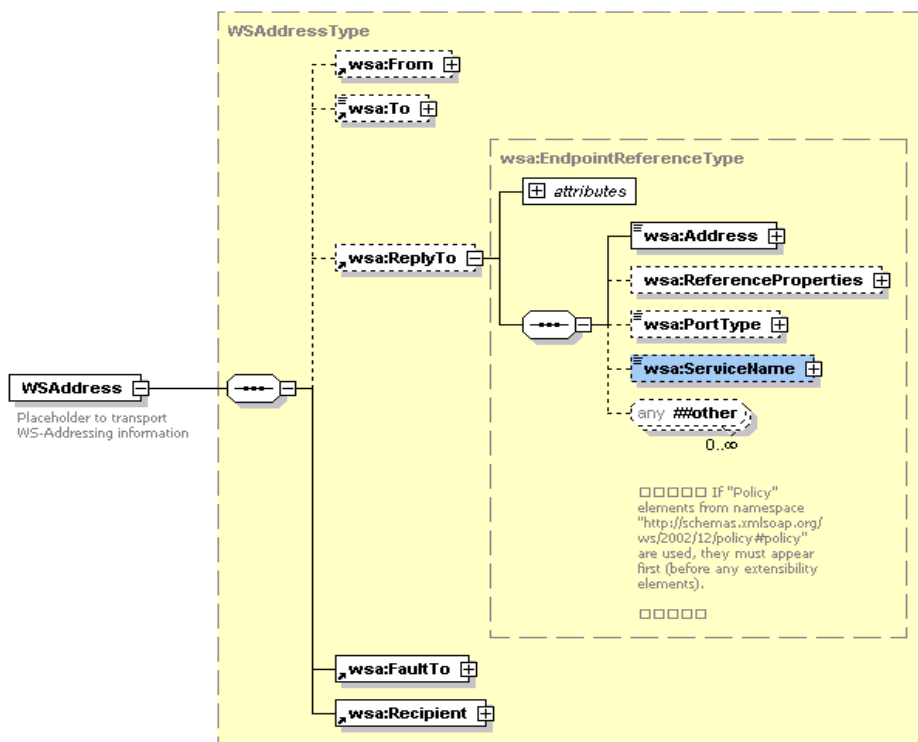 WSAddressType
wsa:From
wsa:To
wsa:EndpointReferenceType
attributes
wsa:Address
wsa:ReplyTo
wsa:ReferenceProperties
wsa:PortType
wsa:ServiceName
WSAddress
Placeholder to transport
WS-Addressing information
any ##other
0..∞
□□□□□ If "Policy"
elements from namespace
"http://schemas.xmlsoap.org/
ws/2002/12/policy#policy"
are used, they must appear
first (before any extensibility
elements).
□□□□□
wsa:FaultTo
wsa:Recipient